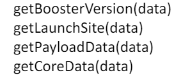 getBoosterVersion(data)
getLaunchSite(data)
getPayloadData(data)
getCoreData(data)